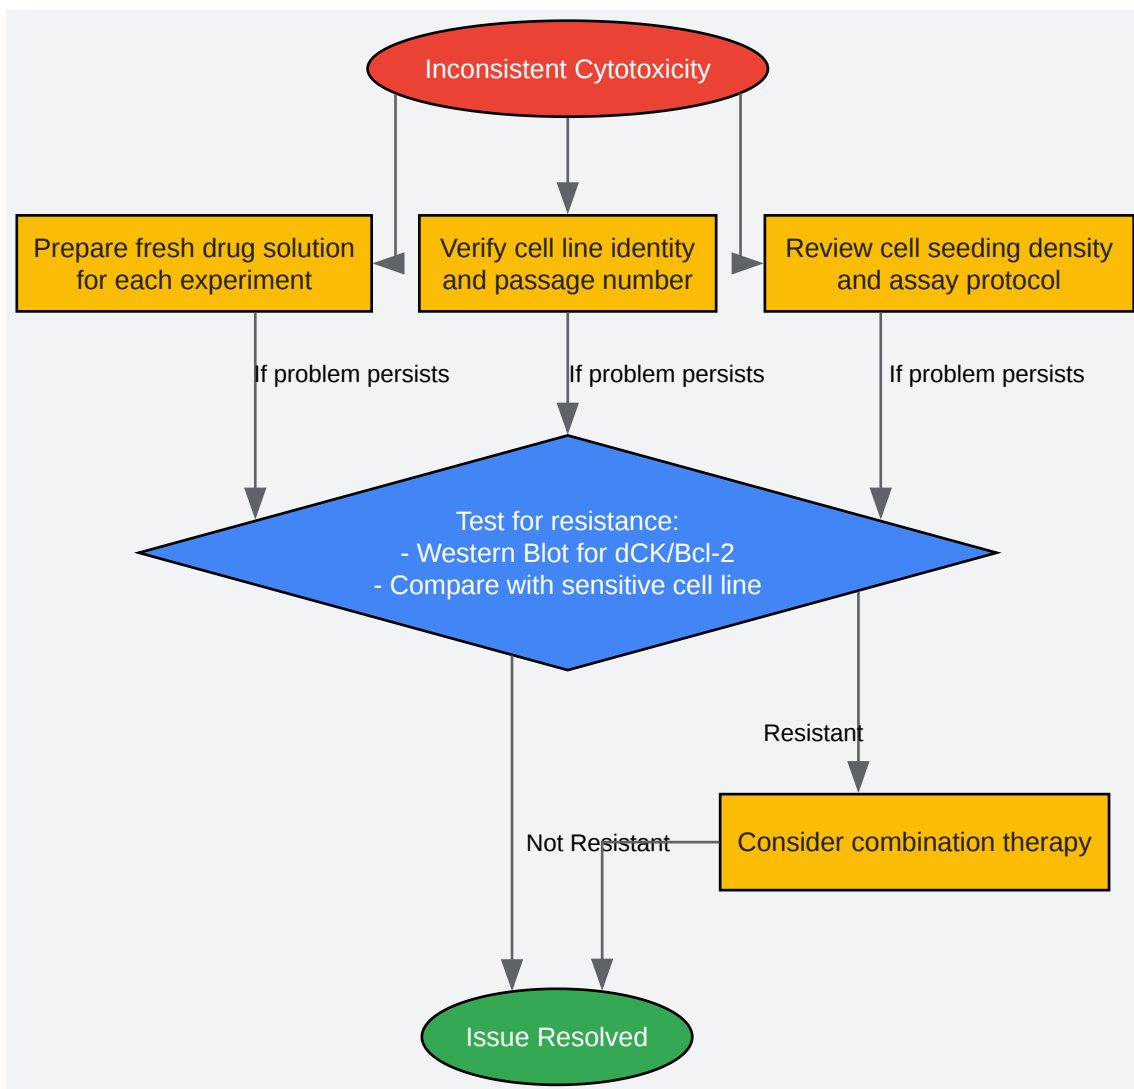 Inconsistent Cytotoxicity
Prepare fresh drug solution
for each experiment
Verify cell line identity
and passage number
Review cell seeding density
and assay protocol
If problem persists
If problem persists
If problem persists
Test for resistance:
- Western Blot for dCK/Bcl-2
- Compare with sensitive cell line
Resistant
Not Resistant
Consider combination therapy
Issue Resolved